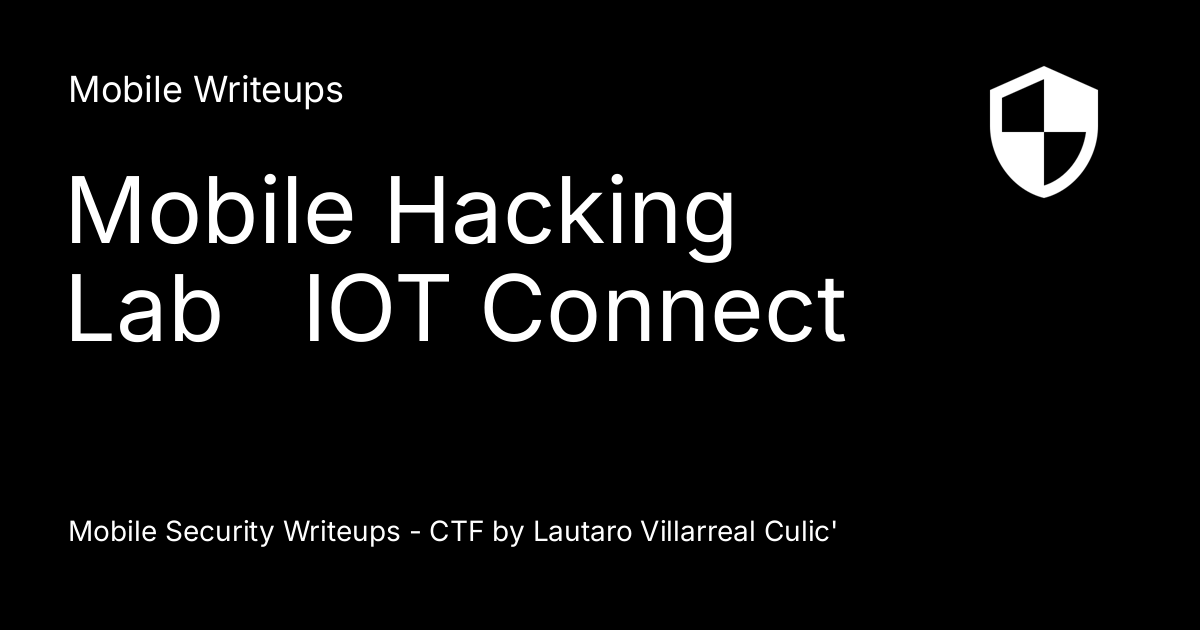 Mobile Writeups
Mobile Hacking
Lab   IOT Connect
Mobile Security Writeups - CTF by Lautaro Villarreal Culic'